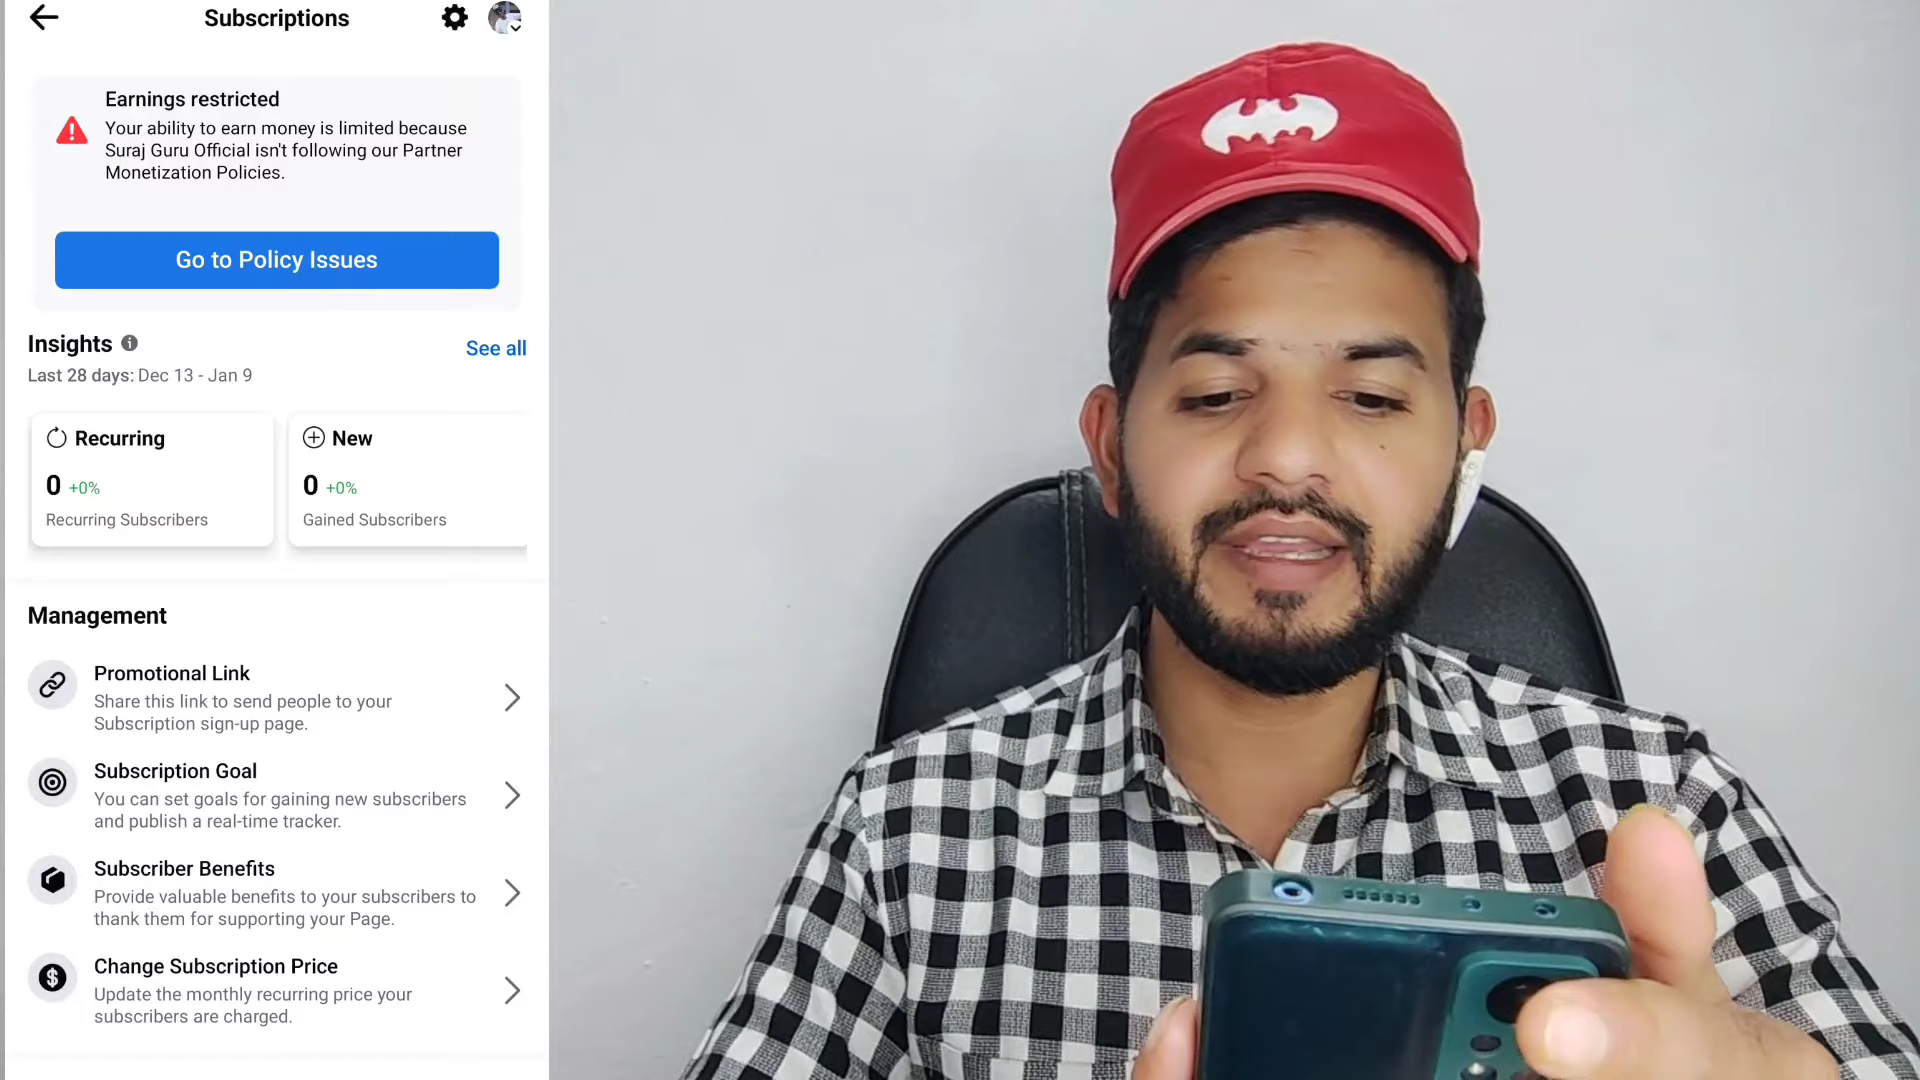 Subscriptions
Earnings restricted
Your ability to earn money is limited because
Suraj Guru Official isn't following our Partner
Monetization Policies.
Go to Policy Issues
Insights
See all
Last 28 days: Dec 13 - Jan 9
Recurring
0 +0%
Recurring Subscribers
New
0 +0%
Gained Subscribers
Management
Promotional Link
Share this link to send people to your
Subscription sign-up page.
Subscription Goal
You can set goals for gaining new subscribers
and publish a real-time tracker.
Subscriber Benefits
Provide valuable benefits to your subscribers to
thank them for supporting your Page.
Change Subscription Price
Update the monthly recurring price your
subscribers are charged.